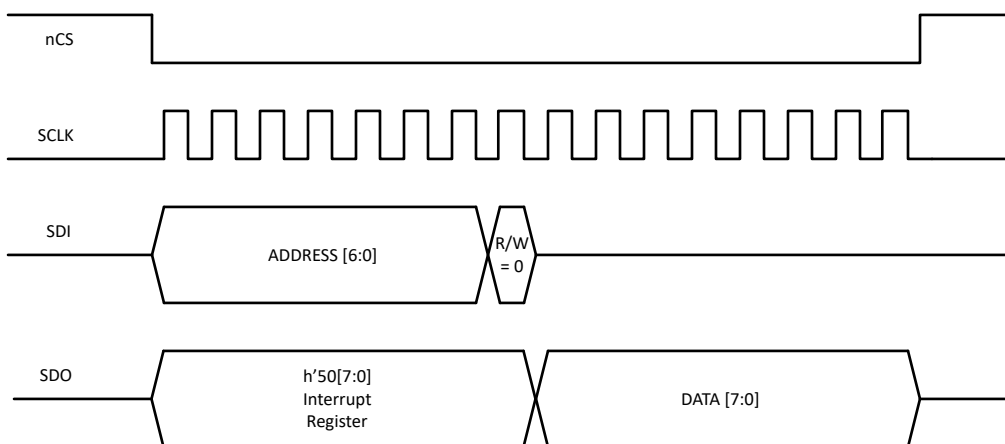 nCS
SCLK
SDI
ADDRESS [6:0]
R/W
= 0
SDO
h'50[7:0]
Interrupt
Register
DATA [7:0]